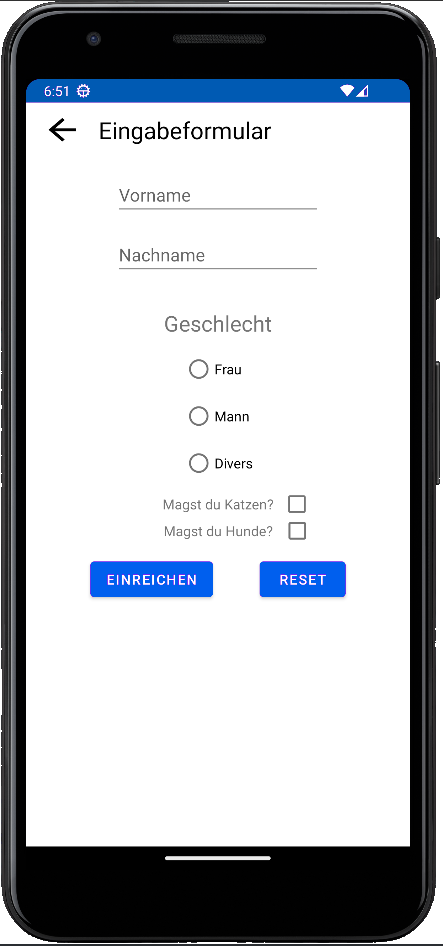 6:51
Eingabeformular
Vorname
Nachname
Geschlecht
Frau
Mann
Divers
Magst du Katzen?
Magst du Hunde?
EINREICHEN RESET